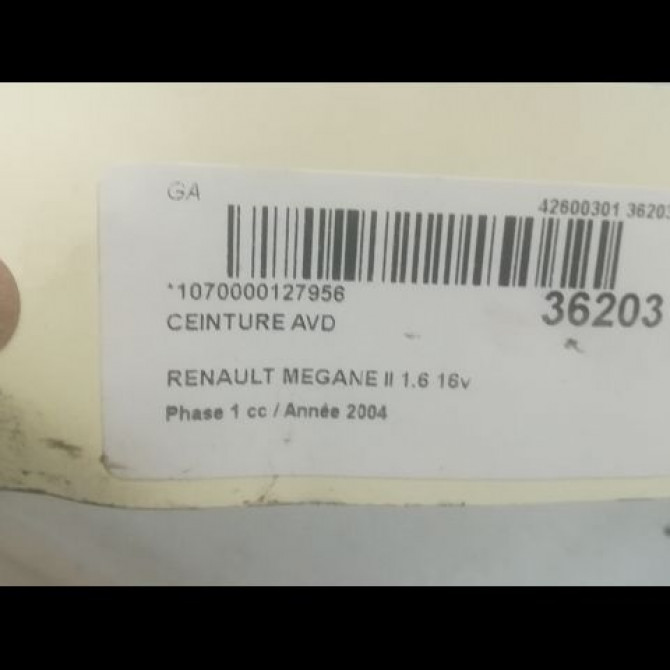 GA
42600301 36203
*1070000127956
36203
CEINTURE AVD
RENAULT MEGANE II 1.6 16v
Phase 1 cc / Année 2004